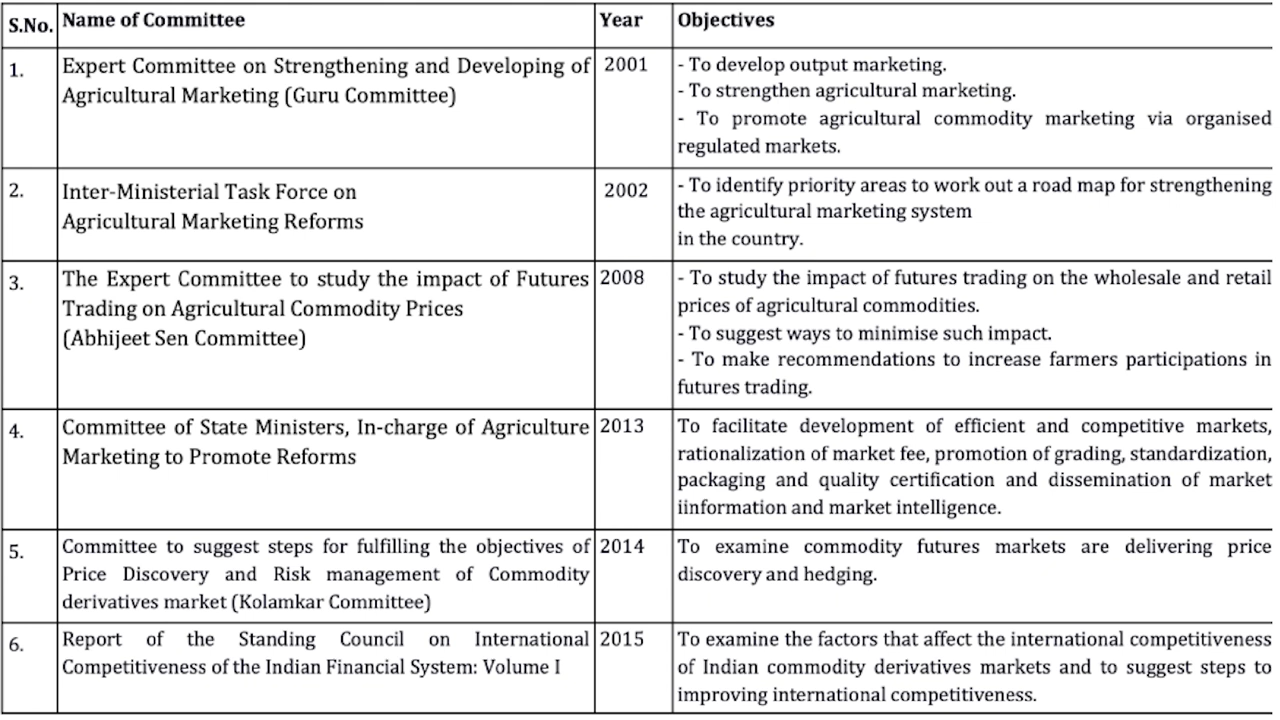 S.No. Name of Committee Year Objectives
1. Expert Committee on Strengthening and Developing of Agricultural Marketing (Guru Committee) 2001
- To develop output marketing.
- To strengthen agricultural marketing.
- To promote agricultural commodity marketing via organised
regulated markets.
2. Inter-Ministerial Task Force on
Agricultural Marketing Reforms
2002
- To identify priority areas to work out a road map for strengthening
the agricultural marketing system
in the country.
3. The Expert Committee to study the impact of Futures
Trading on Agricultural Commodity Prices
(Abhijeet Sen Committee)
2008
- To study the impact of futures trading on the wholesale and retail
prices of agricultural commodities.
- To suggest ways to minimise such impact.
- To make recommendations to increase farmers participations in
futures trading.
4. Committee of State Ministers, In-charge of Agriculture
Marketing to Promote Reforms
2013
To facilitate development of efficient and competitive markets,
rationalization of market fee, promotion of grading, standardization,
packaging and quality certification and dissemination of market
iinformation and market intelligence.
5. Committee to suggest steps for fulfilling the objectives of
Price Discovery and Risk management of Commodity
derivatives market (Kolamkar Committee)
2014
To examine commodity futures markets are delivering price
discovery and hedging.
6. Report of the Standing Council on International
Competitiveness of the Indian Financial System: Volume I
2015
To examine the factors that affect the international competitiveness
of Indian commodity derivatives markets and to suggest steps to
improving international competitiveness.